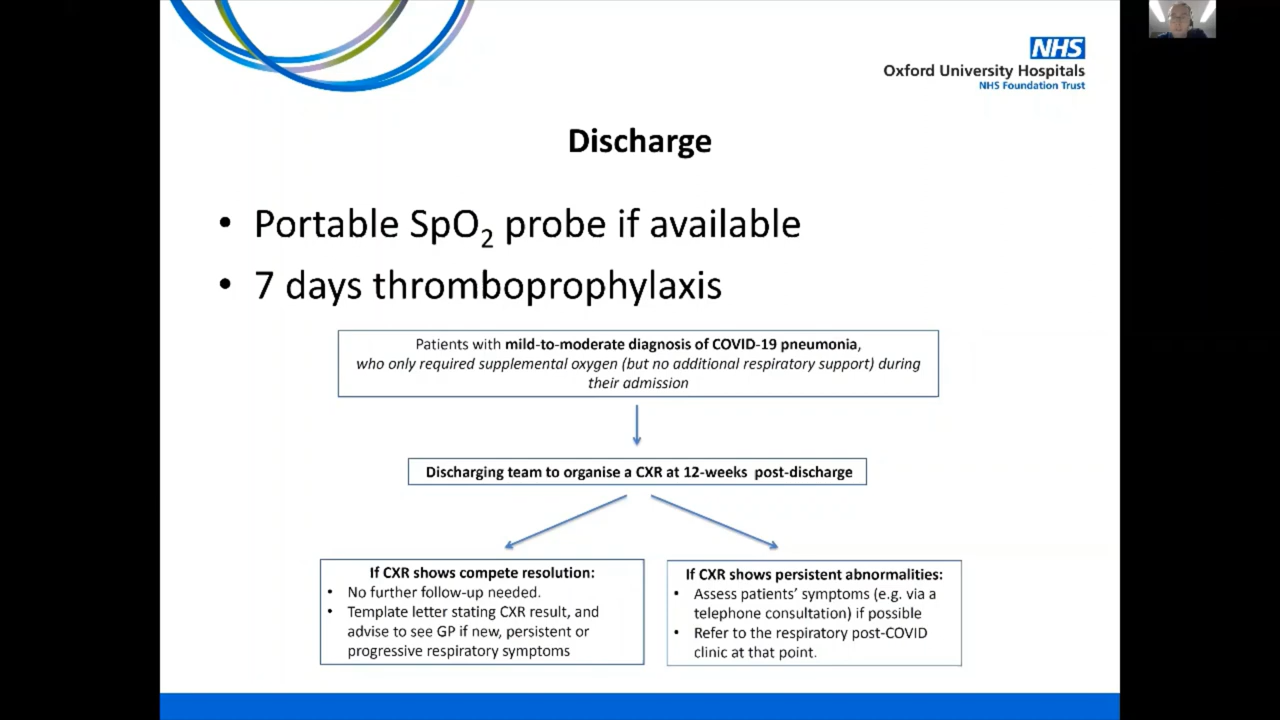 NHS
Oxford University Hospitals
NHS Foundation Trust
Discharge
• Portable SpO₂ probe if available
• 7 days thromboprophylaxis
Patients with mild-to-moderate diagnosis of COVID-19 pneumonia,
who only required supplemental oxygen (but no additional respiratory support) during
their admission
Discharging team to organise a CXR at 12-weeks post-discharge
If CXR shows compete resolution:
• No further follow-up needed.
• Template letter stating CXR result, and
advise to see GP if new, persistent or
progressive respiratory symptoms
If CXR shows persistent abnormalities:
• Assess patients’ symptoms (e.g. via a
telephone consultation) if possible
• Refer to the respiratory post-COVID
clinic at that point.